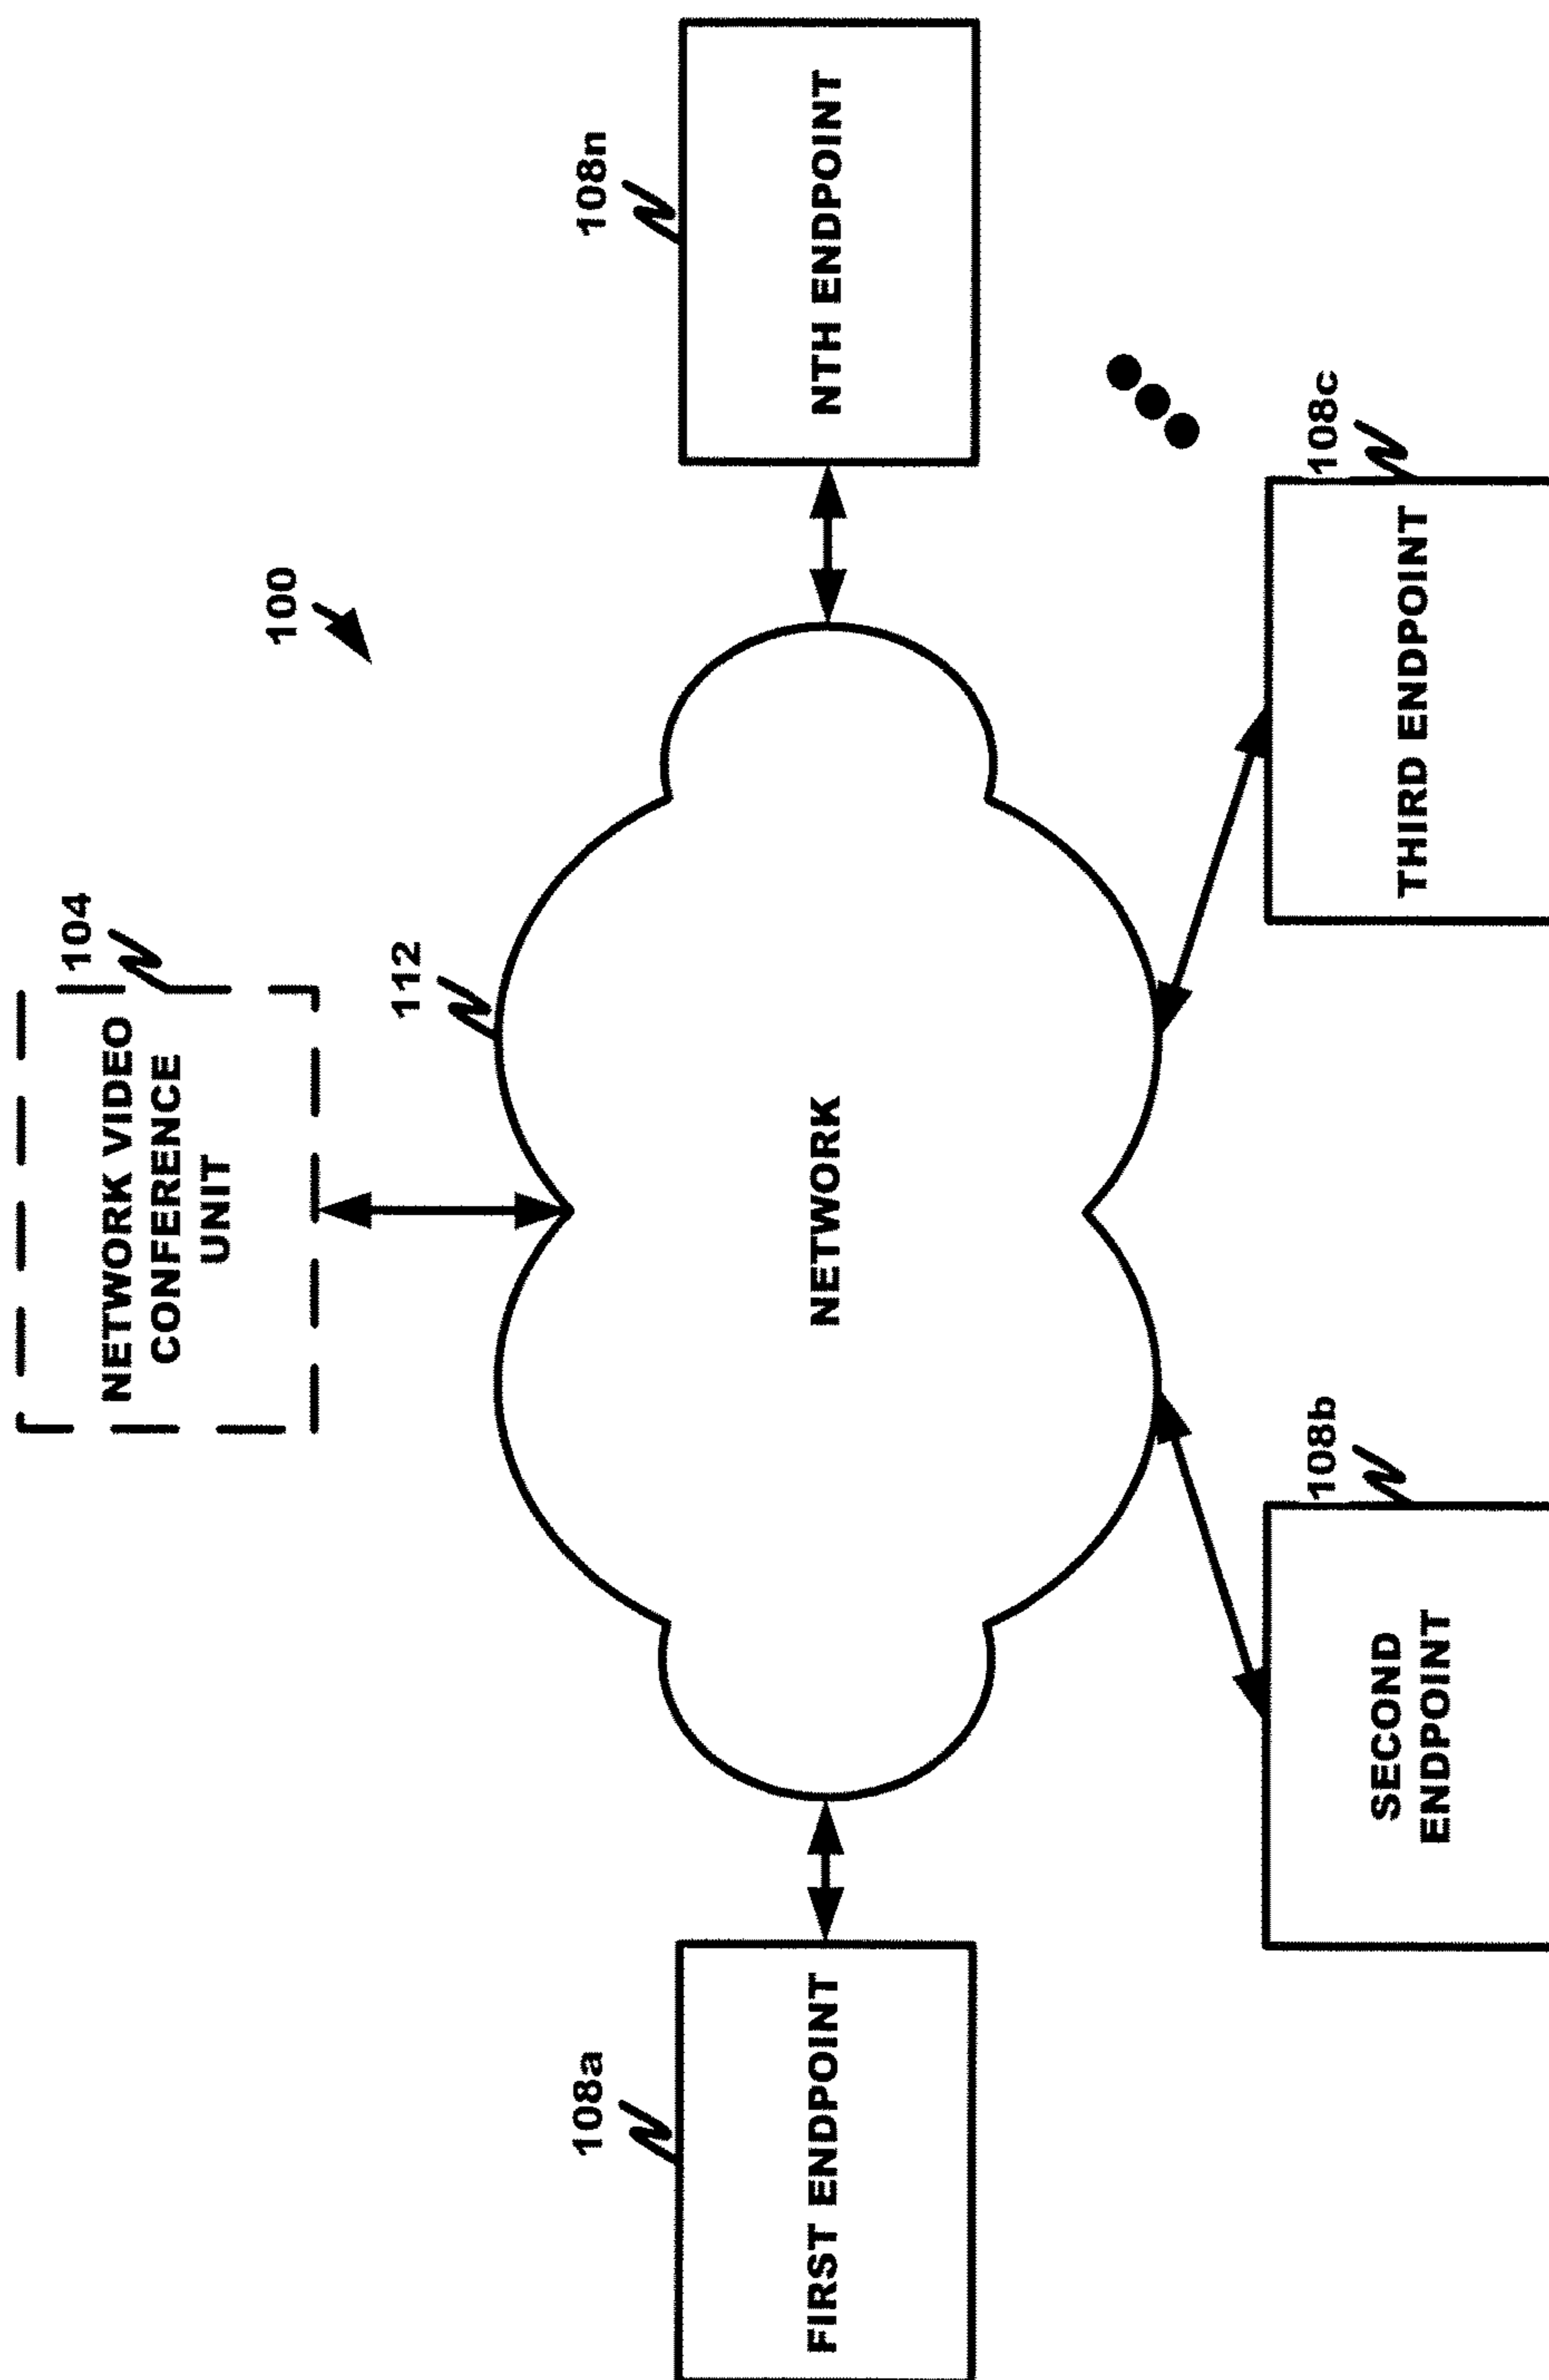 104
NETWORK VIDEO
CONFERENCE
UNIT
100
112
108a
108n
FIRST ENDPOINT
NETWORK
NTH ENDPOINT
108b
108c
SECOND
ENDPOINT
THIRD ENDPOINT